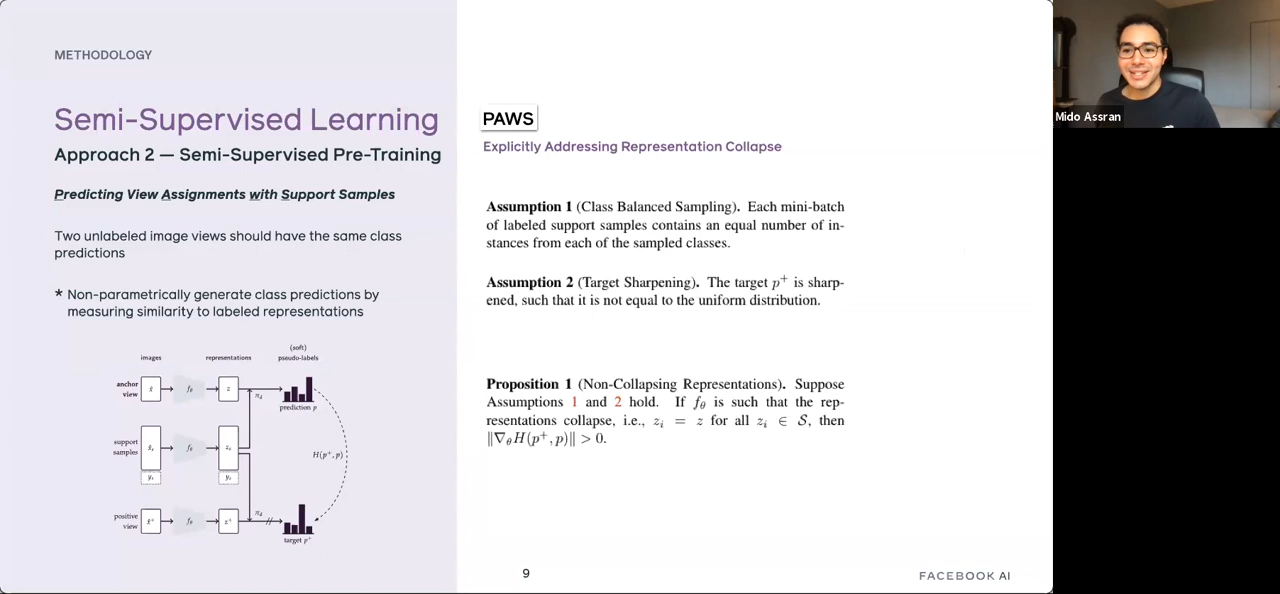 METHODOLOGY
Semi-Supervised Learning
Approach 2 — Semi-Supervised Pre-Training
Predicting View Assignments with Support Samples
Two unlabeled image views should have the same class
predictions
* Non-parametrically generate class predictions by
measuring similarity to labeled representations
(soft)
images representations pseudo-labels
anchor
view
prediction p
support
samples
H(p⁺, p)
positive
view
target p⁺
PAWS
Explicitly Addressing Representation Collapse
Assumption 1 (Class Balanced Sampling). Each mini-batch
of labeled support samples contains an equal number of in-
stances from each of the sampled classes.
Assumption 2 (Target Sharpening). The target p⁺ is sharp-
ened, such that it is not equal to the uniform distribution.
Proposition 1 (Non-Collapsing Representations). Suppose
Assumptions 1 and 2 hold. If fθ is such that the rep-
resentations collapse, i.e., zᵢ = z for all zᵢ ∈ S, then
‖∇θH(p⁺, p)‖ > 0.
9
FACEBOOK AI
Mido Assran